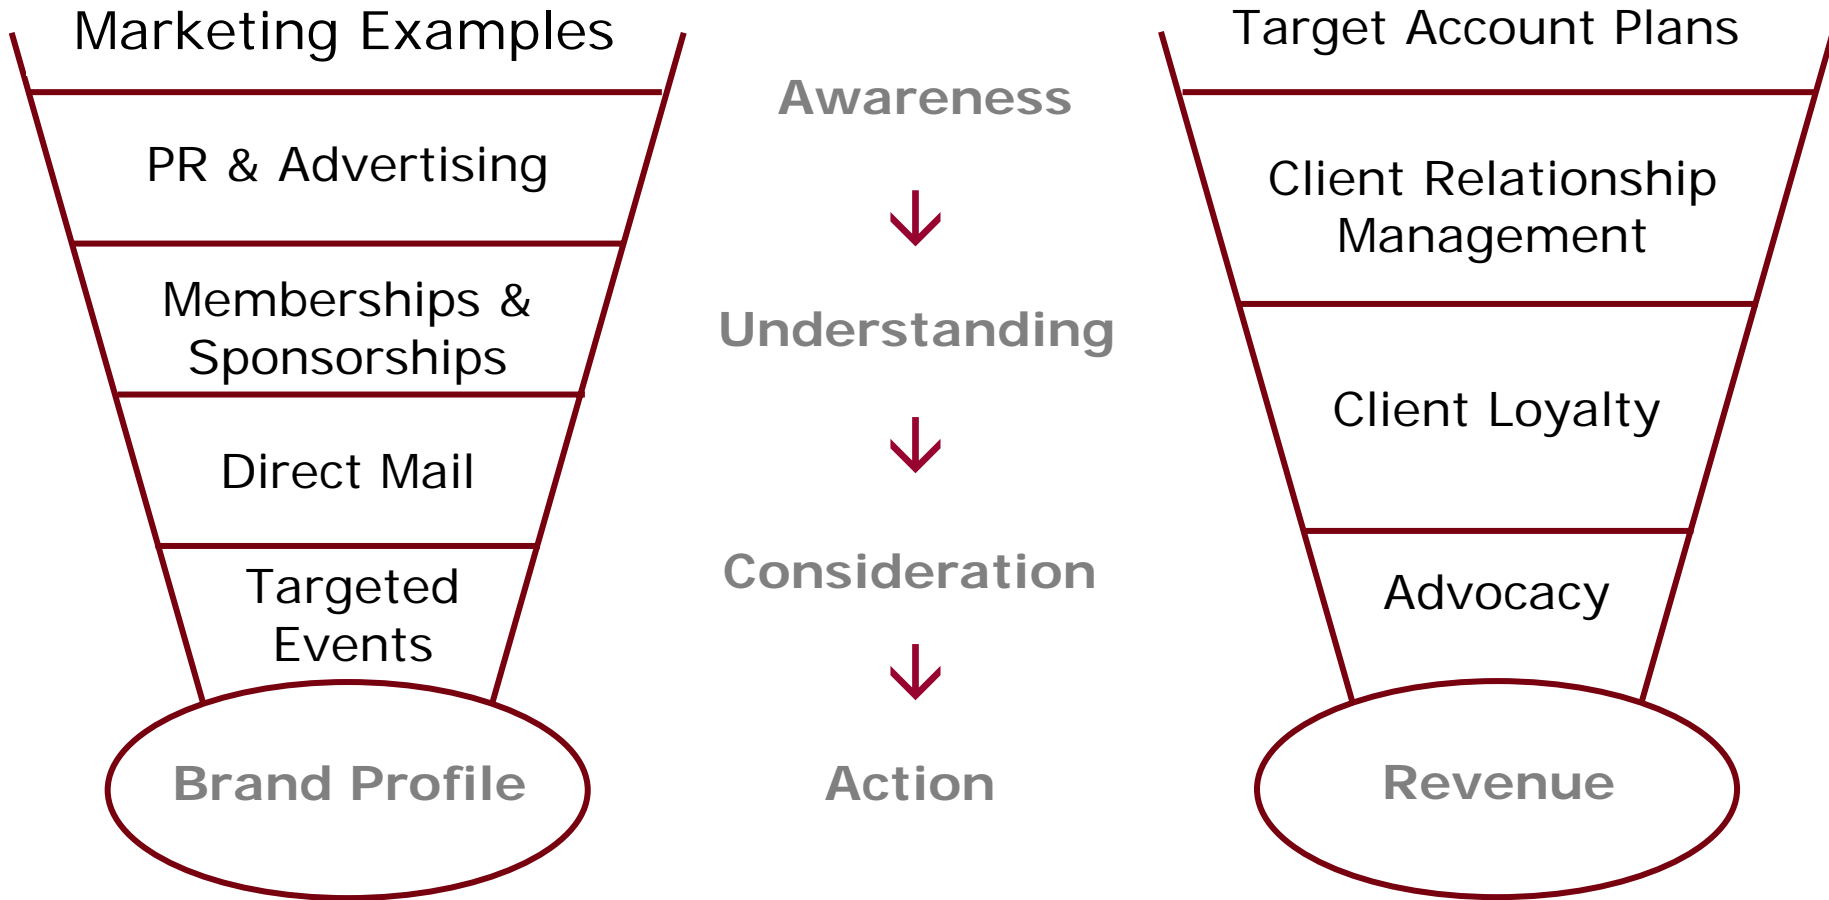 Marketing Examples
PR & Advertising
Memberships &
Sponsorships
Direct Mail
Targeted
Events
Brand Profile
Awareness
Understanding
Consideration
Action
Target Account Plans
Client Relationship
Management
Client Loyalty
Advocacy
Revenue